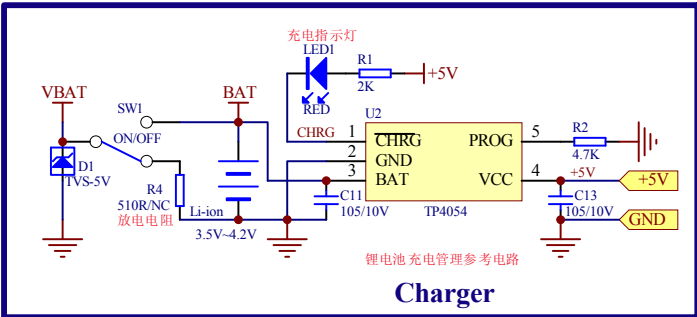 充电指示灯
LED1
R1
+5V
2K
RED
VBAT
SW1
BAT
U2
ON/OFF
CHRG
1
CHRG
PROG
5
R2
2
GND
4.7K
3
BAT
VCC
4
+5V
+5V
D1
TVS-5V
R4
510R/NC
放电电阻
Li-ion
3.5V~4.2V
C11
105/10V
TP4054
C13
105/10V
GND
锂电池充电管理参考电路
Charger